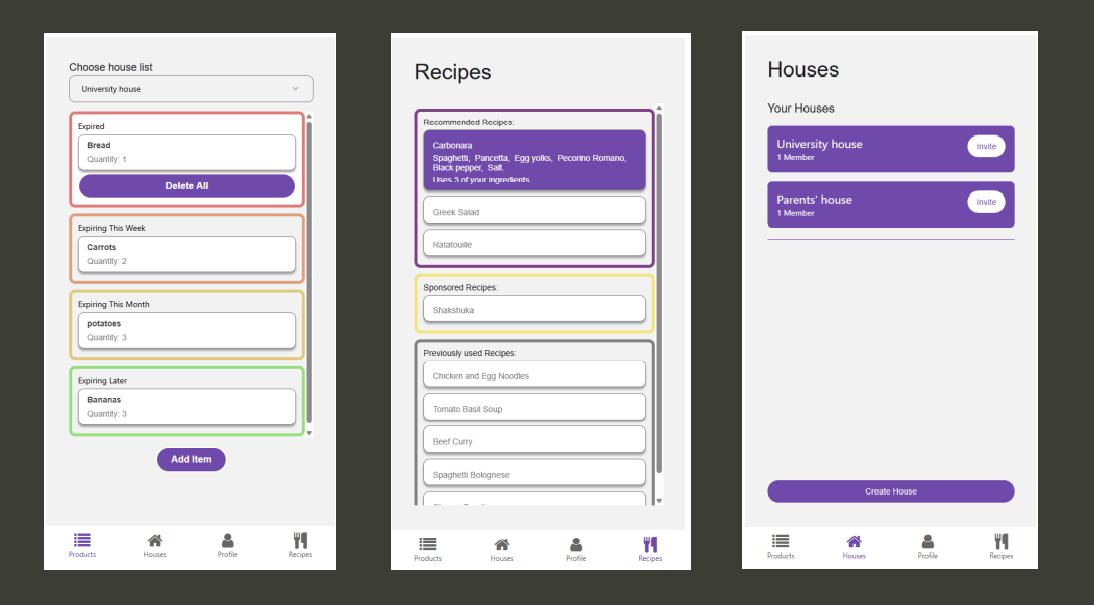 Choose house list
University house
Expired
Bread
Quantity: 1
Delete All
Expiring This Week
Carrots
Quantity: 2
Expiring This Month
potatoes
Quantity: 3
Expiring Later
Bananas
Quantity: 3
Add Item
Products Houses Profile Recipes
Recipes
Recommended Recipes:
Carbonara
Spaghetti, Pancetta, Egg yolks, Pecorino Romano,
Black pepper, Salt.
Uses 3 of your ingredients
Greek Salad
Ratatouille
Sponsored Recipes:
Shakshuka
Previously used Recipes:
Chicken and Egg Noodles
Tomato Basil Soup
Beef Curry
Spaghetti Bolognese
Products Houses Profile Recipes
Houses
Your Houses
University house
1 Member
Invite
Parents' house
1 Member
Invite
Create House
Products Houses Profile Recipes